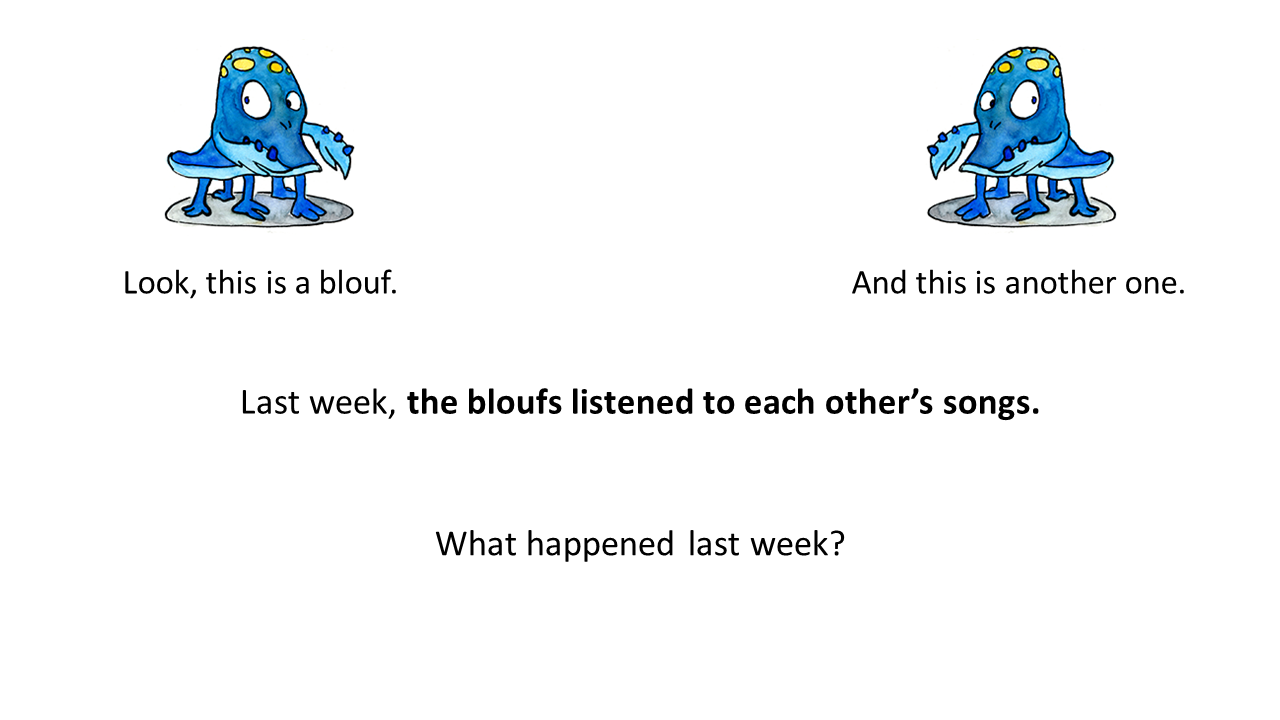 Look, this is a blouf.
And this is another one.
Last week, the bloufs listened to each other’s songs.
What happened last week?